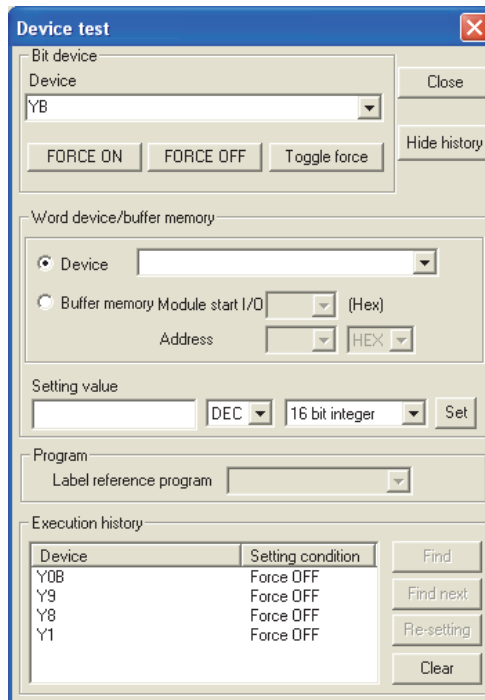 Device test
Bit device
Device
Close
YB
Hide history
FORCE ON FORCE OFF Toggle force
Word device/buffer memory
Device
Buffer memory Module start I/O (Hex)
Address HEX
Setting value
DEC 16 bit integer Set
Program
Label reference program
Execution history
Device Setting condition Find
Y0B Force OFF
Y9 Force OFF Find next
Y8 Force OFF
Y1 Force OFF Re-setting
Clear